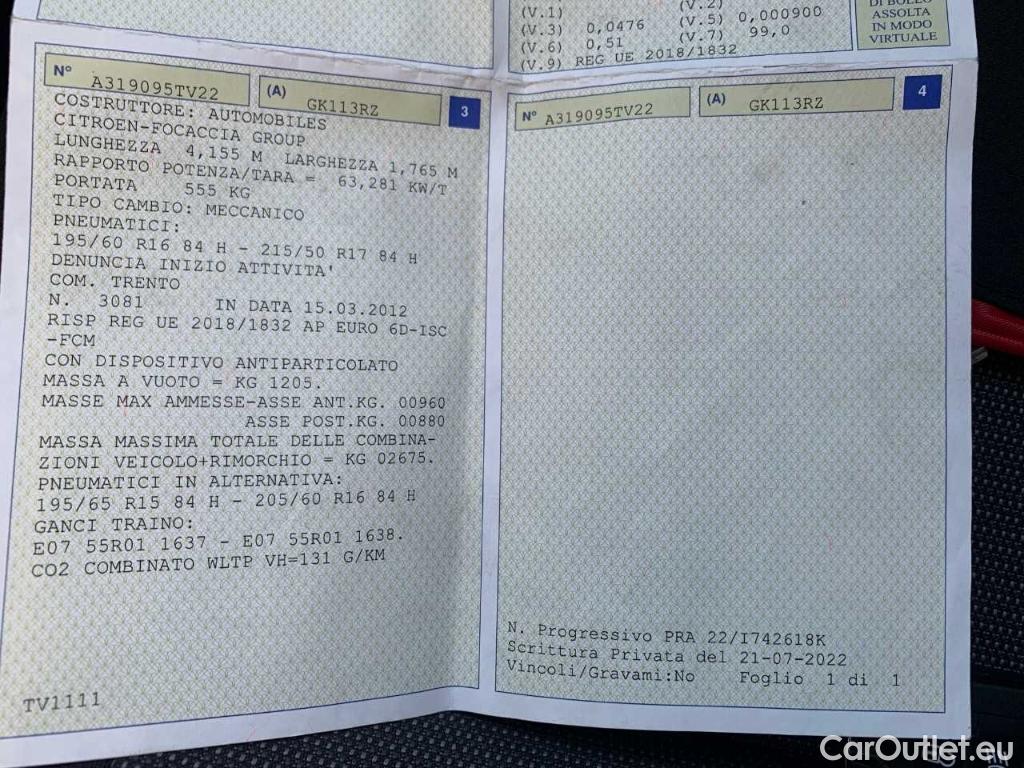 (V.1)
(V.2)
(V.3) 0,0476
(V.5) 0,000900
(V.6) 0,51
(V.7) 99,0
(V.9) REG UE 2018/1832
DI BOLLO
ASSOLTA
IN MODO
VIRTUALE
N° A319095TV22
(A) GK113RZ
3
COSTRUTTORE: AUTOMOBILES
CITROEN-FOCACCIA GROUP
LUNGHEZZA 4,155 M LARGHEZZA 1,765 M
RAPPORTO POTENZA/TARA = 63,281 KW/T
PORTATA 555 KG
TIPO CAMBIO: MECCANICO
PNEUMATICI:
195/60 R16 84 H - 215/50 R17 84 H
DENUNCIA INIZIO ATTIVITA'
COM. TRENTO
N. 3081 IN DATA 15.03.2012
RISP REG UE 2018/1832 AP EURO 6D-ISC
-FCM
CON DISPOSITIVO ANTIPARTICOLATO
MASSA A VUOTO = KG 1205.
MASSE MAX AMMESSE-ASSE ANT.KG. 00960
ASSE POST.KG. 00880
MASSA MASSIMA TOTALE DELLE COMBINA-
ZIONI VEICOLO+RIMORCHIO = KG 02675.
PNEUMATICI IN ALTERNATIVA:
195/65 R15 84 H - 205/60 R16 84 H
GANCI TRAINO:
E07 55R01 1637 - E07 55R01 1638.
CO2 COMBINATO WLTP VH=131 G/KM
TV1111
N° A319095TV22
(A) GK113RZ
4
N. Progressivo PRA 22/I742618K
Scrittura Privata del 21-07-2022
Vincoli/Gravami:No Foglio 1 di 1
CarOutlet.eu